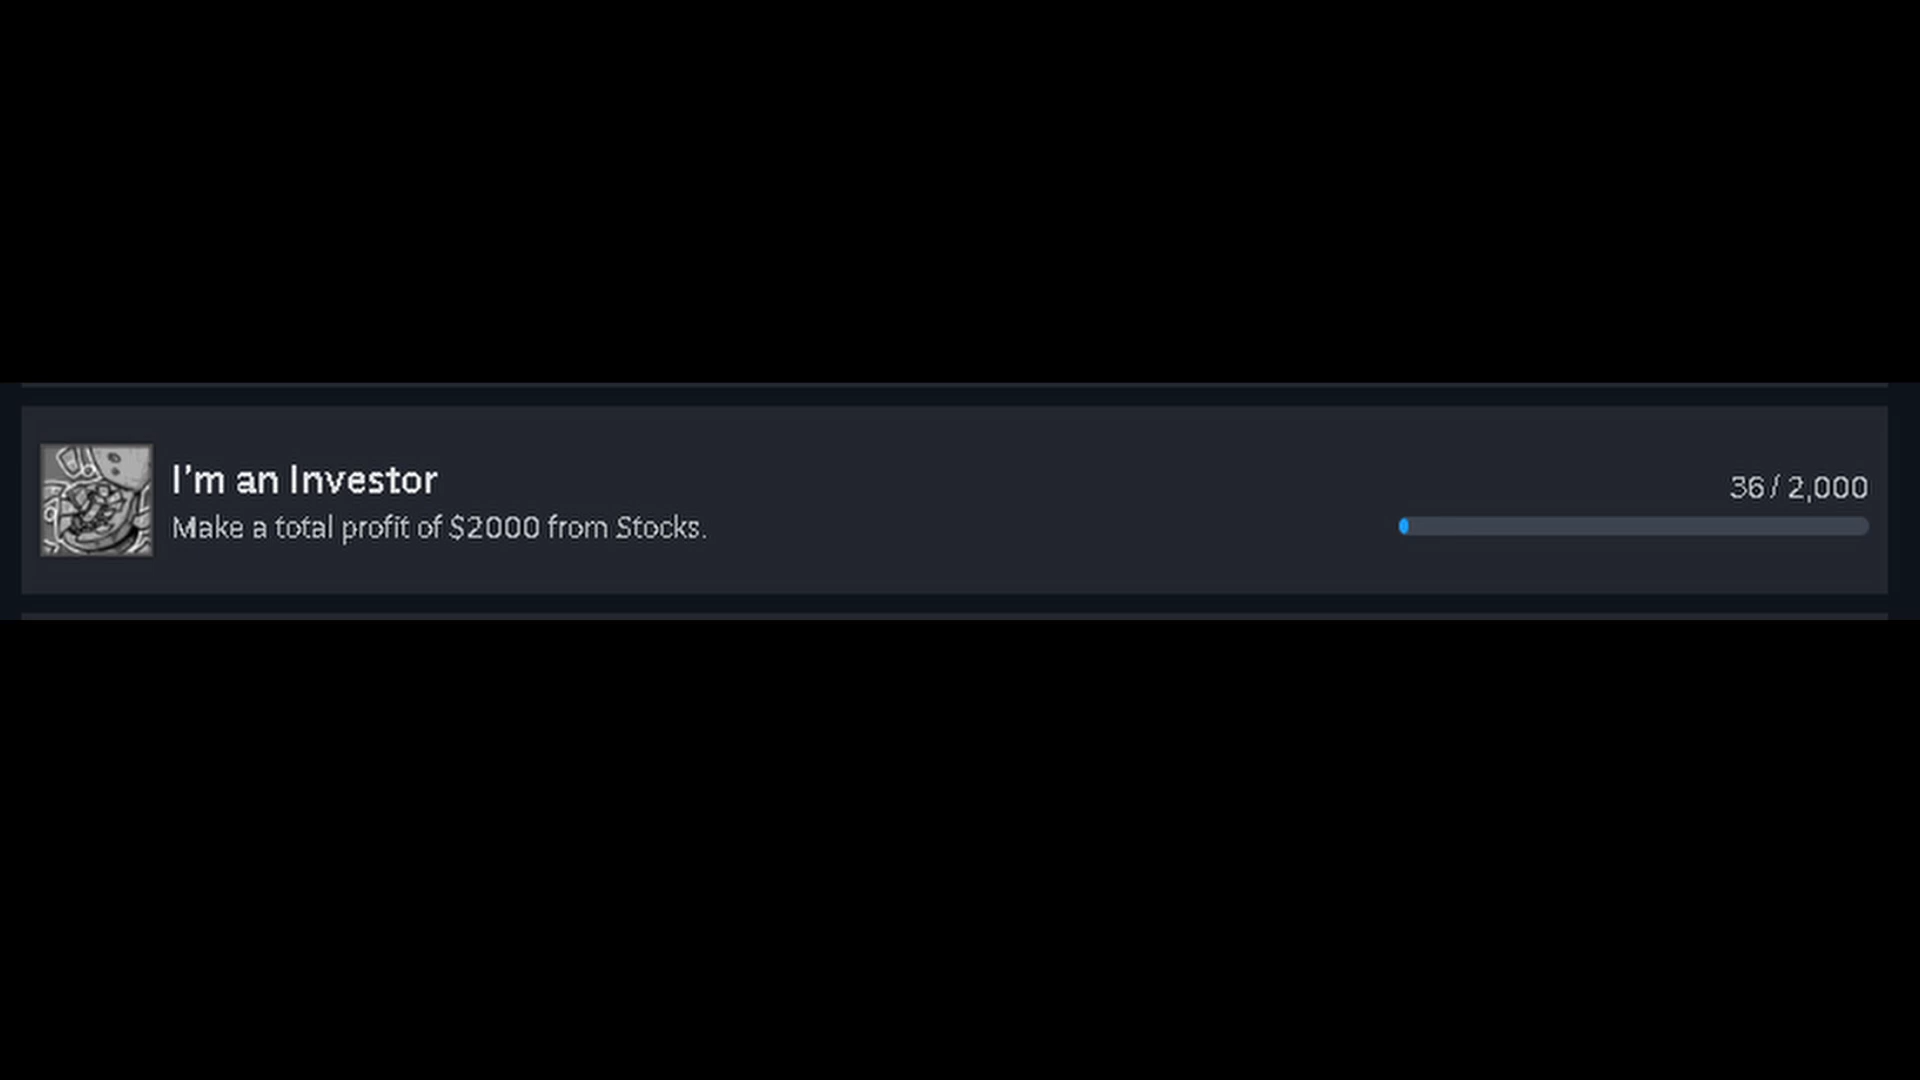 I'm an Investor
Make a total profit of $2000 from Stocks.
36 / 2,000